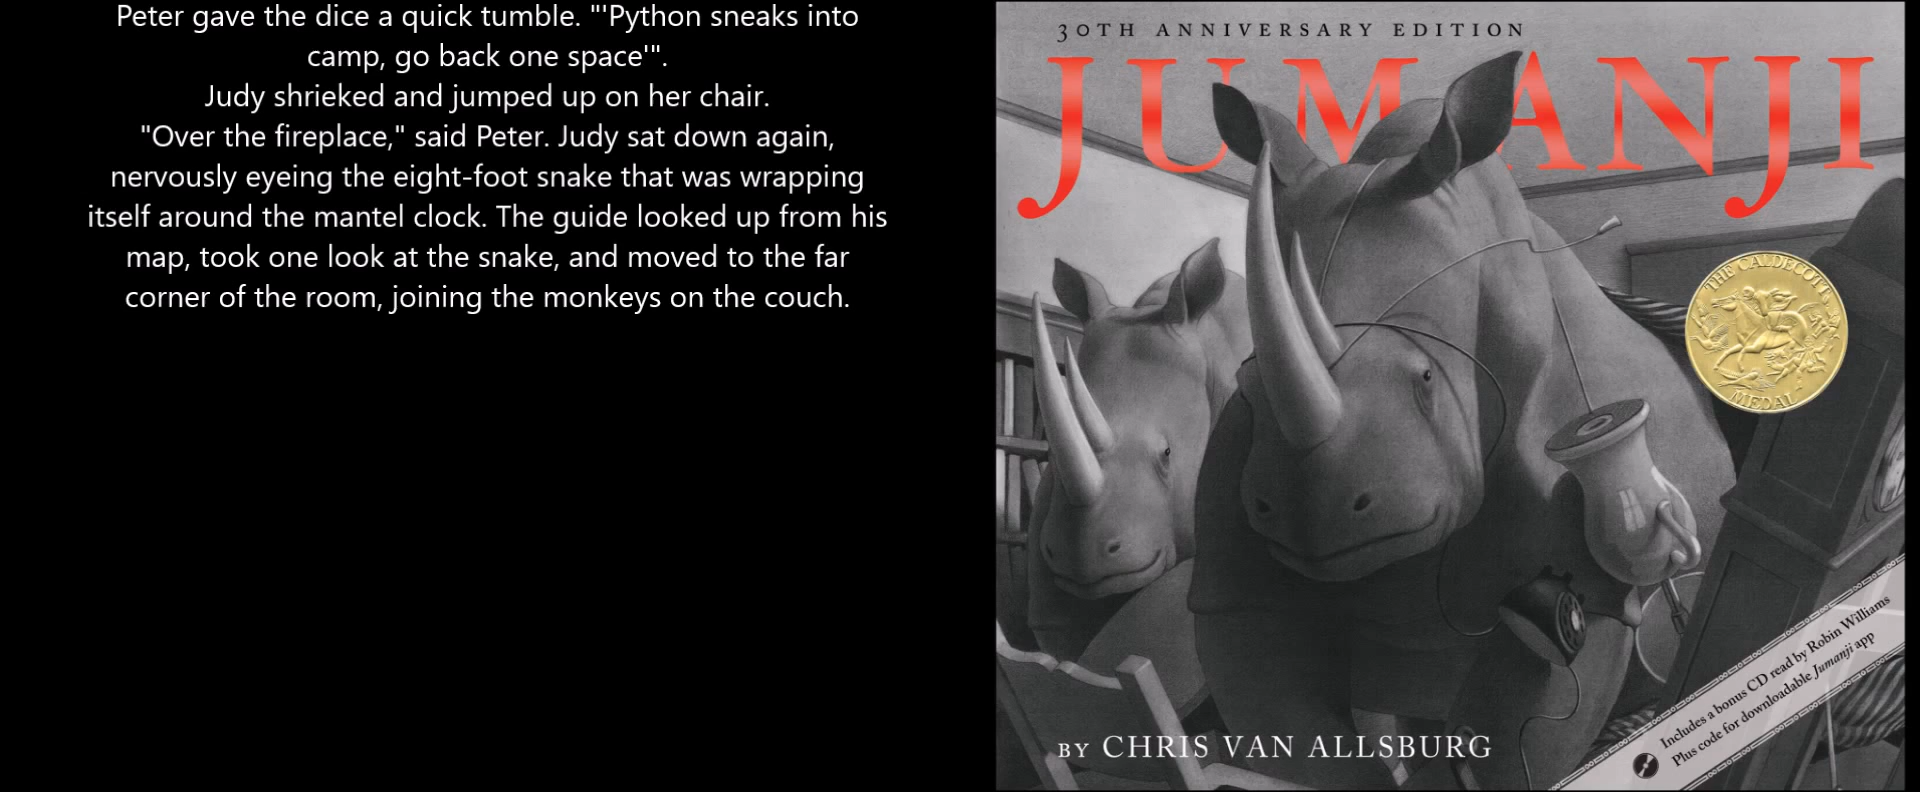 Peter gave the dice a quick tumble. "'Python sneaks into
camp, go back one space'".
Judy shrieked and jumped up on her chair.
"Over the fireplace," said Peter. Judy sat down again,
nervously eyeing the eight-foot snake that was wrapping
itself around the mantel clock. The guide looked up from his
map, took one look at the snake, and moved to the far
corner of the room, joining the monkeys on the couch.
30TH ANNIVERSARY EDITION
JUMANJI
THE CALDECOTT
MEDAL
Includes a bonus CD read by Robin Williams
Plus code for downloadable Jumanji app
BY CHRIS VAN ALLSBURG